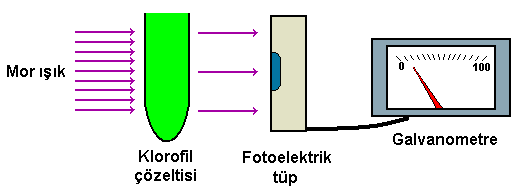 Mor ışık
Klorofil
çözeltisi
Fotoelektrik
tüp
0
100
Galvanometre